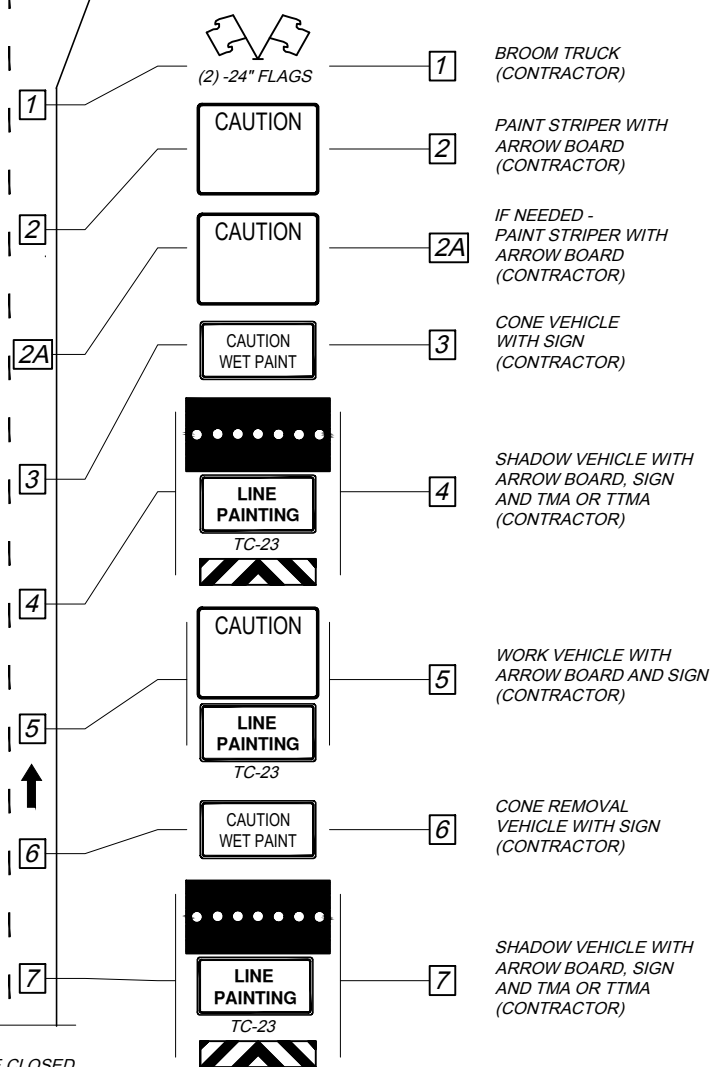 (2) -24" FLAGS
1
1
BROOM TRUCK
(CONTRACTOR)
CAUTION
2
2
PAINT STRIPER WITH
ARROW BOARD
(CONTRACTOR)
CAUTION
2A
2A
IF NEEDED -
PAINT STRIPER WITH
ARROW BOARD
(CONTRACTOR)
CAUTION
WET PAINT
3
3
CONE VEHICLE
WITH SIGN
(CONTRACTOR)
LINE
PAINTING
TC-23
4
4
SHADOW VEHICLE WITH
ARROW BOARD, SIGN
AND TMA OR TTMA
(CONTRACTOR)
CAUTION
LINE
PAINTING
TC-23
5
5
WORK VEHICLE WITH
ARROW BOARD AND SIGN
(CONTRACTOR)
CAUTION
WET PAINT
6
6
CONE REMOVAL
VEHICLE WITH SIGN
(CONTRACTOR)
LINE
PAINTING
TC-23
7
7
SHADOW VEHICLE WITH
ARROW BOARD, SIGN
AND TMA OR TTMA
(CONTRACTOR)
CLOSED